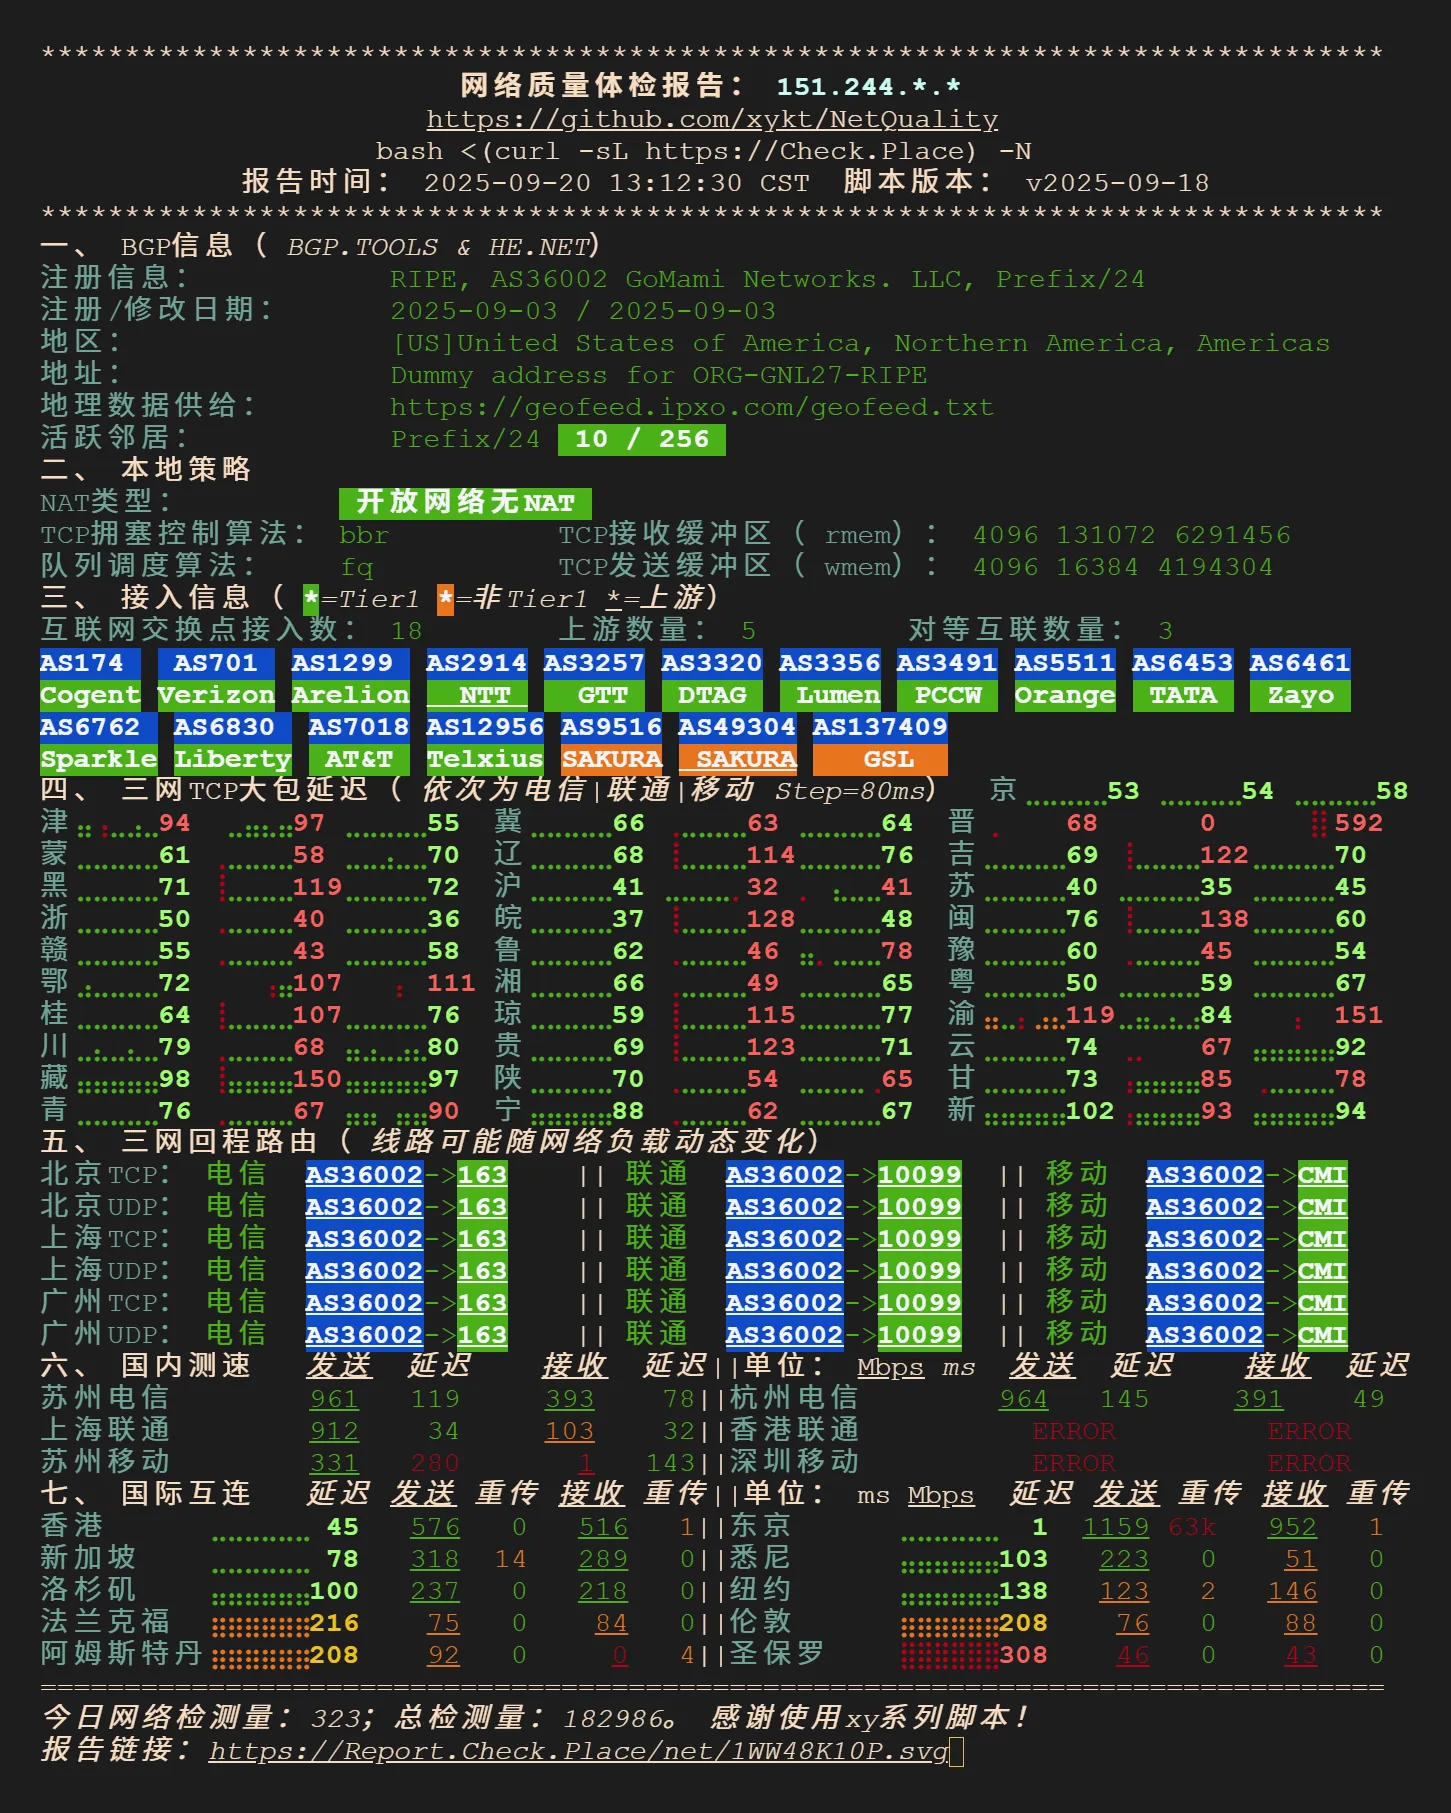 ********************************************************************************
网络质量体检报告： 151.244.*.*
https://github.com/xykt/NetQuality
bash <(curl -sL https://Check.Place) -N
报告时间： 2025-09-20 13:12:30 CST 脚本版本： v2025-09-18
********************************************************************************
一、 BGP信息（ BGP.TOOLS & HE.NET）
注册信息： RIPE, AS36002 GoMami Networks. LLC, Prefix/24
注册/修改日期： 2025-09-03 / 2025-09-03
地区： [US]United States of America, Northern America, Americas
地址： Dummy address for ORG-GNL27-RIPE
地理数据供给： https://geofeed.ipxo.com/geofeed.txt
活跃邻居： Prefix/24 10 / 256
二、 本地策略
NAT类型： 开放网络无NAT
TCP拥塞控制算法： bbr TCP接收缓冲区（ rmem）： 4096 131072 6291456
队列调度算法： fq TCP发送缓冲区（ wmem）： 4096 16384 4194304
三、 接入信息（ *=Tier1 *=非Tier1 *=上游）
互联网交换点接入数： 18 上游数量： 5 对等互联数量： 3
AS174 AS701 AS1299 AS2914 AS3257 AS3320 AS3356 AS3491 AS5511 AS6453 AS6461
Cogent Verizon Arelion NTT GTT DTAG Lumen PCCW Orange TATA Zayo
AS6762 AS6830 AS7018 AS12956 AS9516 AS49304 AS137409
Sparkle Liberty AT&T Telxius SAKURA SAKURA GSL
四、 三网TCP大包延迟（ 依次为电信|联通|移动 Step=80ms） 京 53 54 58
津 94 97 55 冀 66 63 64 晋 68 0 592
蒙 61 58 70 辽 68 114 76 吉 69 122 70
黑 71 119 72 沪 41 32 41 苏 40 35 45
浙 50 40 36 皖 37 128 48 闽 76 138 60
赣 55 43 58 鲁 62 46 78 豫 60 45 54
鄂 72 107 111 湘 66 49 65 粤 50 59 67
桂 64 107 76 琼 59 115 77 渝 119 84 151
川 79 68 80 贵 69 123 71 云 74 67 92
藏 98 150 97 陕 70 54 65 甘 73 85 78
青 76 67 90 宁 88 62 67 新 102 93 94
五、 三网回程路由（ 线路可能随网络负载动态变化）
北京TCP： 电信 AS36002->163 || 联通 AS36002->10099 || 移动 AS36002->CMI
北京UDP： 电信 AS36002->163 || 联通 AS36002->10099 || 移动 AS36002->CMI
上海TCP： 电信 AS36002->163 || 联通 AS36002->10099 || 移动 AS36002->CMI
上海UDP： 电信 AS36002->163 || 联通 AS36002->10099 || 移动 AS36002->CMI
广州TCP： 电信 AS36002->163 || 联通 AS36002->10099 || 移动 AS36002->CMI
广州UDP： 电信 AS36002->163 || 联通 AS36002->10099 || 移动 AS36002->CMI
六、 国内测速 发送 延迟 接收 延迟||单位： Mbps ms 发送 延迟 接收 延迟
苏州电信 961 119 393 78||杭州电信 964 145 391 49
上海联通 912 34 103 32||香港联通 ERROR ERROR
苏州移动 331 280 1 143||深圳移动 ERROR ERROR
七、 国际互连 延迟 发送 重传 接收 重传||单位： ms Mbps 延迟 发送 重传 接收 重传
香港 45 576 0 516 1||东京 1 1159 63k 952 1
新加坡 78 318 14 289 0||悉尼 103 223 0 51 0
洛杉矶 100 237 0 218 0||纽约 138 123 2 146 0
法兰克福 216 75 0 84 0||伦敦 208 76 0 88 0
阿姆斯特丹 208 92 0 0 4||圣保罗 308 46 0 43 0
================================================================================
今日网络检测量：323；总检测量：182986。 感谢使用xy系列脚本！
报告链接：https://Report.Check.Place/net/1WW48K1OP.svg